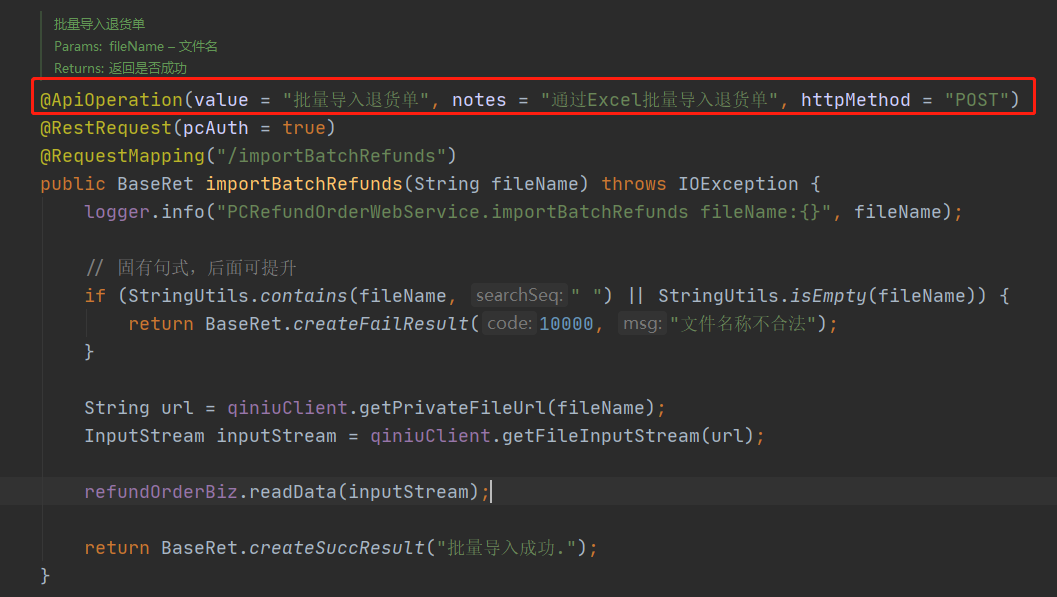 批量导入退货单
Params: fileName – 文件名
Returns: 返回是否成功
@ApiOperation(value = "批量导入退货单", notes = "通过Excel批量导入退货单", httpMethod = "POST")
@RestRequest(pcAuth = true)
@RequestMapping("/importBatchRefunds")
public BaseRet importBatchRefunds(String fileName) throws IOException {
logger.info("PCRefundOrderWebService.importBatchRefunds fileName:{}", fileName);
// 固有句式，后面可提升
if (StringUtils.contains(fileName, searchSeq: " ") || StringUtils.isEmpty(fileName)) {
return BaseRet.createFailResult( code: 10000, msg: "文件名称不合法");
}
String url = qiniuClient.getPrivateFileUrl(fileName);
InputStream inputStream = qiniuClient.getFileInputStream(url);
refundOrderBiz.readData(inputStream);
return BaseRet.createSuccResult("批量导入成功.");
}